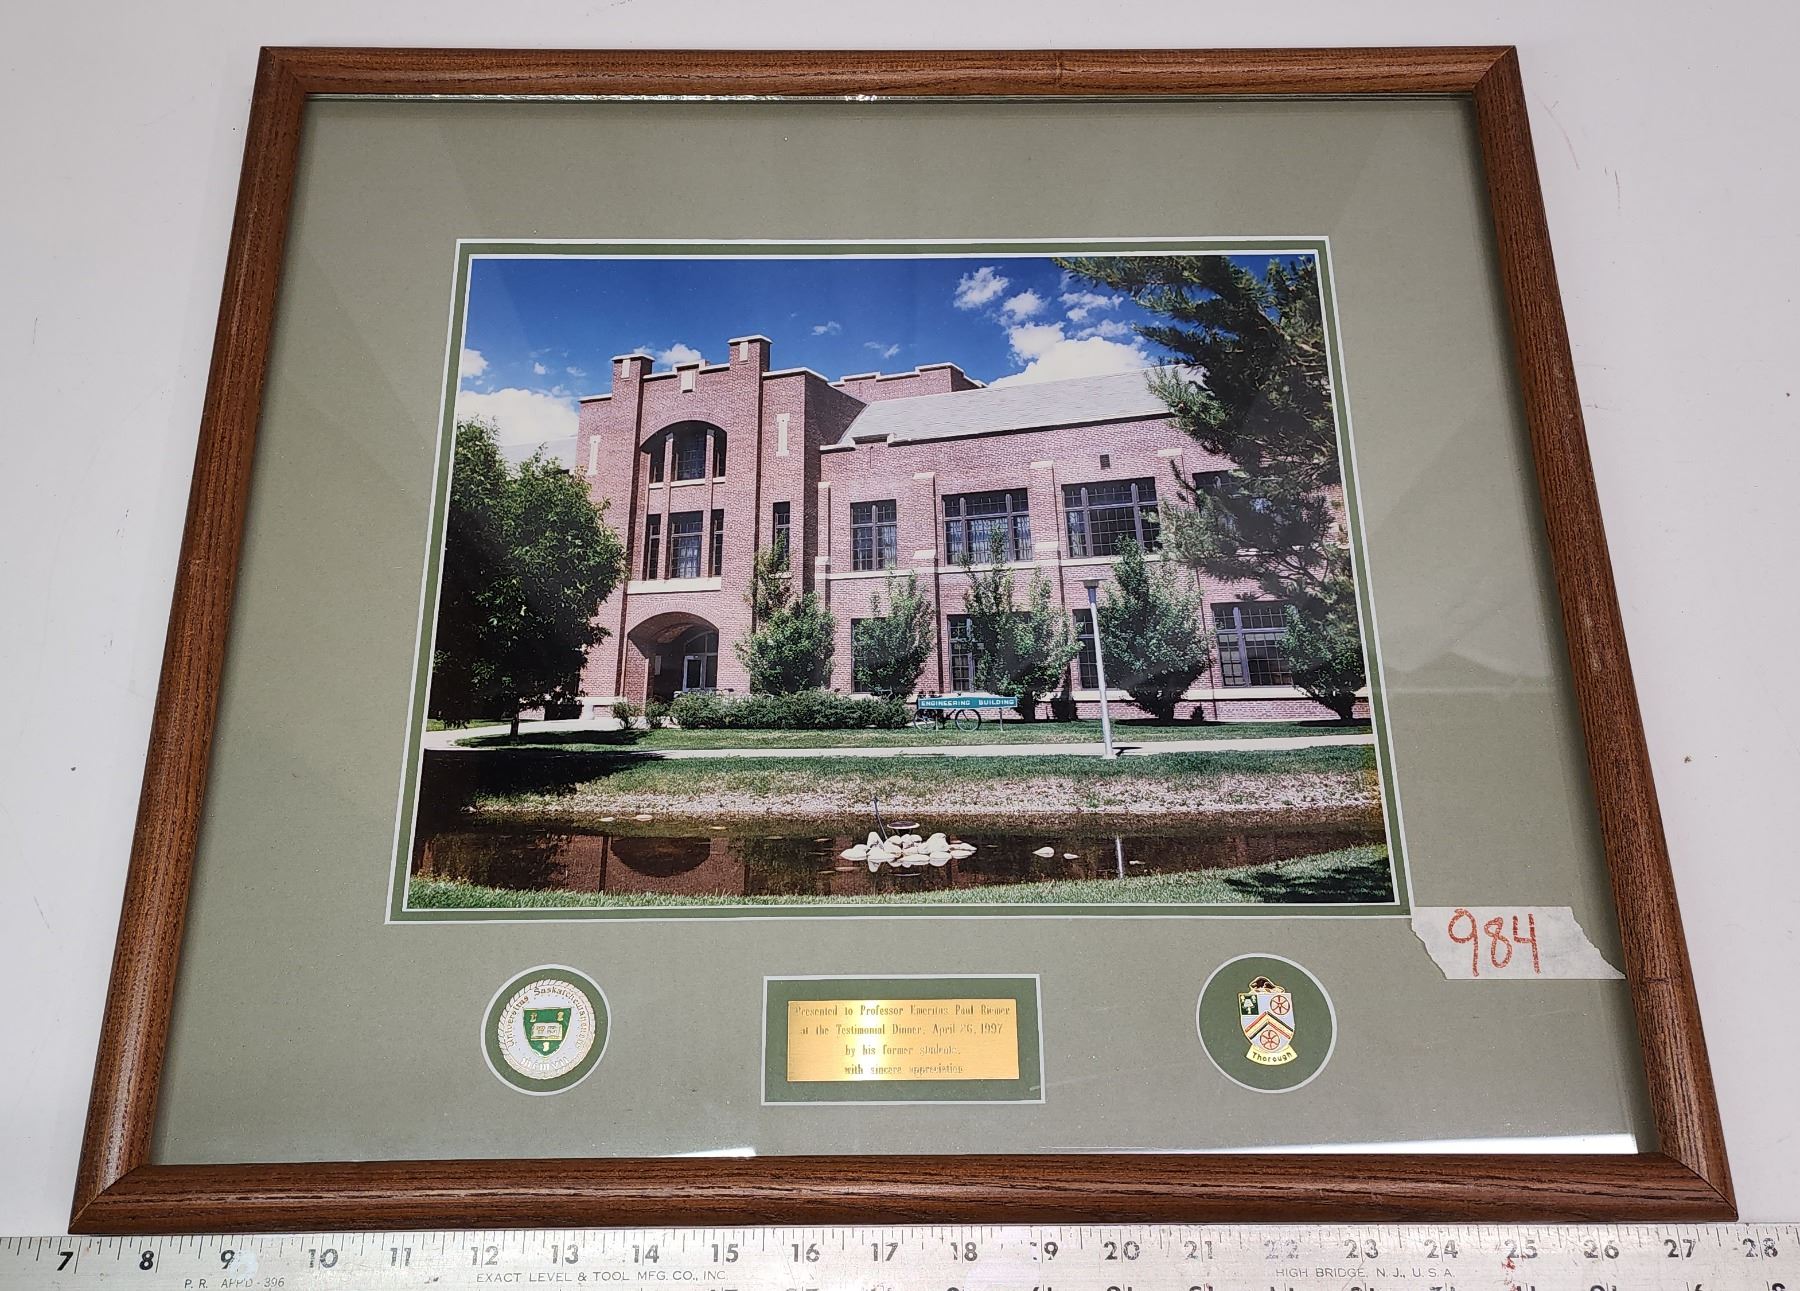 ENGINEERING BUILDING
984
Universitas Saskatchewanensis
Presented to Professor Emeritus Paul Riemer
at the Testimonial Dinner, April 26, 1997
by his former students,
with sincere appreciation
Thorough
7 8 9 10 11 12 13 14 15 16 17 18 19 20 21 22 23 24 25 26 27 28
P. R. APP'D - 396 EXACT LEVEL & TOOL MFG. CO., INC. HIGH BRIDGE, N. J., U. S. A.